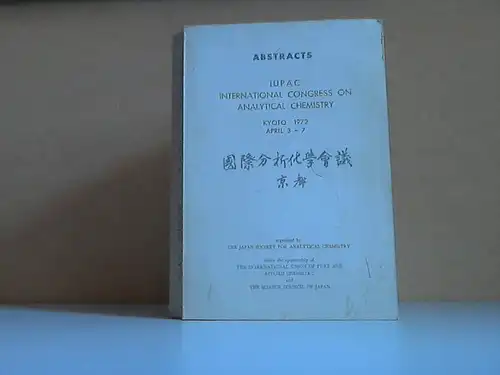 ABSTRACTS
IUPAC
INTERNATIONAL CONGRESS ON
ANALYTICAL CHEMISTRY
KYOTO 1972
APRIL 3 - 7
國際分析化學會議
京都
organized by
THE JAPAN SOCIETY FOR ANALYTICAL CHEMISTRY
under the sponsorship of
THE INTERNATIONAL UNION OF PURE AND
APPLIED CHEMISTRY
and
THE SCIENCE COUNCIL OF JAPAN